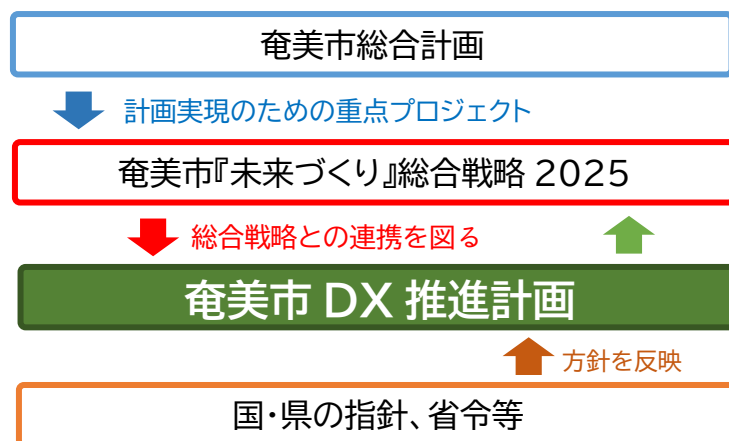 奄美市総合計画
計画実現のための重点プロジェクト
奄美市『未来づくり』総合戦略 2025
総合戦略との連携を図る
奄美市 DX 推進計画
方針を反映
国・県の指針、省令等